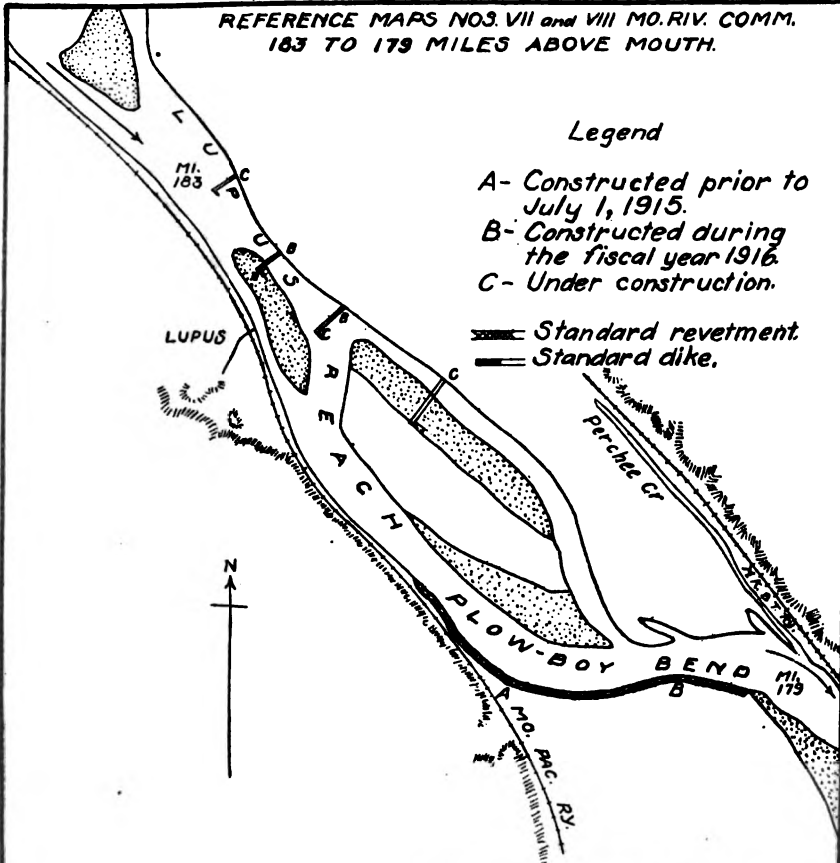 REFERENCE MAPS NOS. VII and VIII MO. RIV. COMM.
183 TO 179 MILES ABOVE MOUTH.
Legend
A- Constructed prior to
July 1, 1915.
B- Constructed during
the fiscal year 1916.
C- Under construction.
Standard revetment.
Standard dike.
LUPUS REACH
MI.
183
C
B
B
C
C
LUPUS
Perchee Cr
M.K. & T. RY.
N
PLOW-BOY BEND
MI.
179
A
B
MO. PAC. RY.